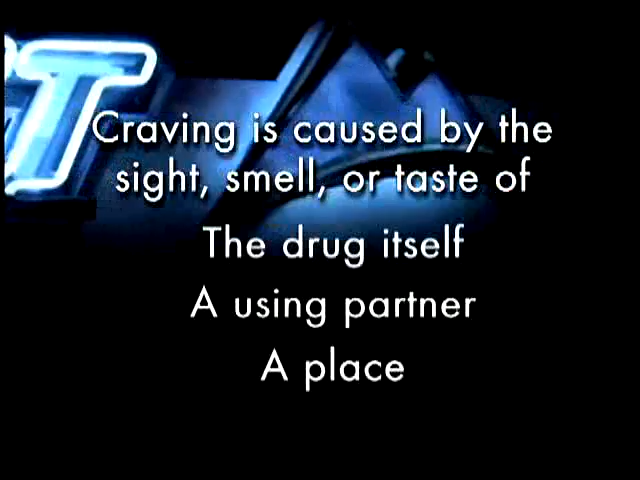 T
Craving is caused by the
sight, smell, or taste of
The drug itself
A using partner
A place